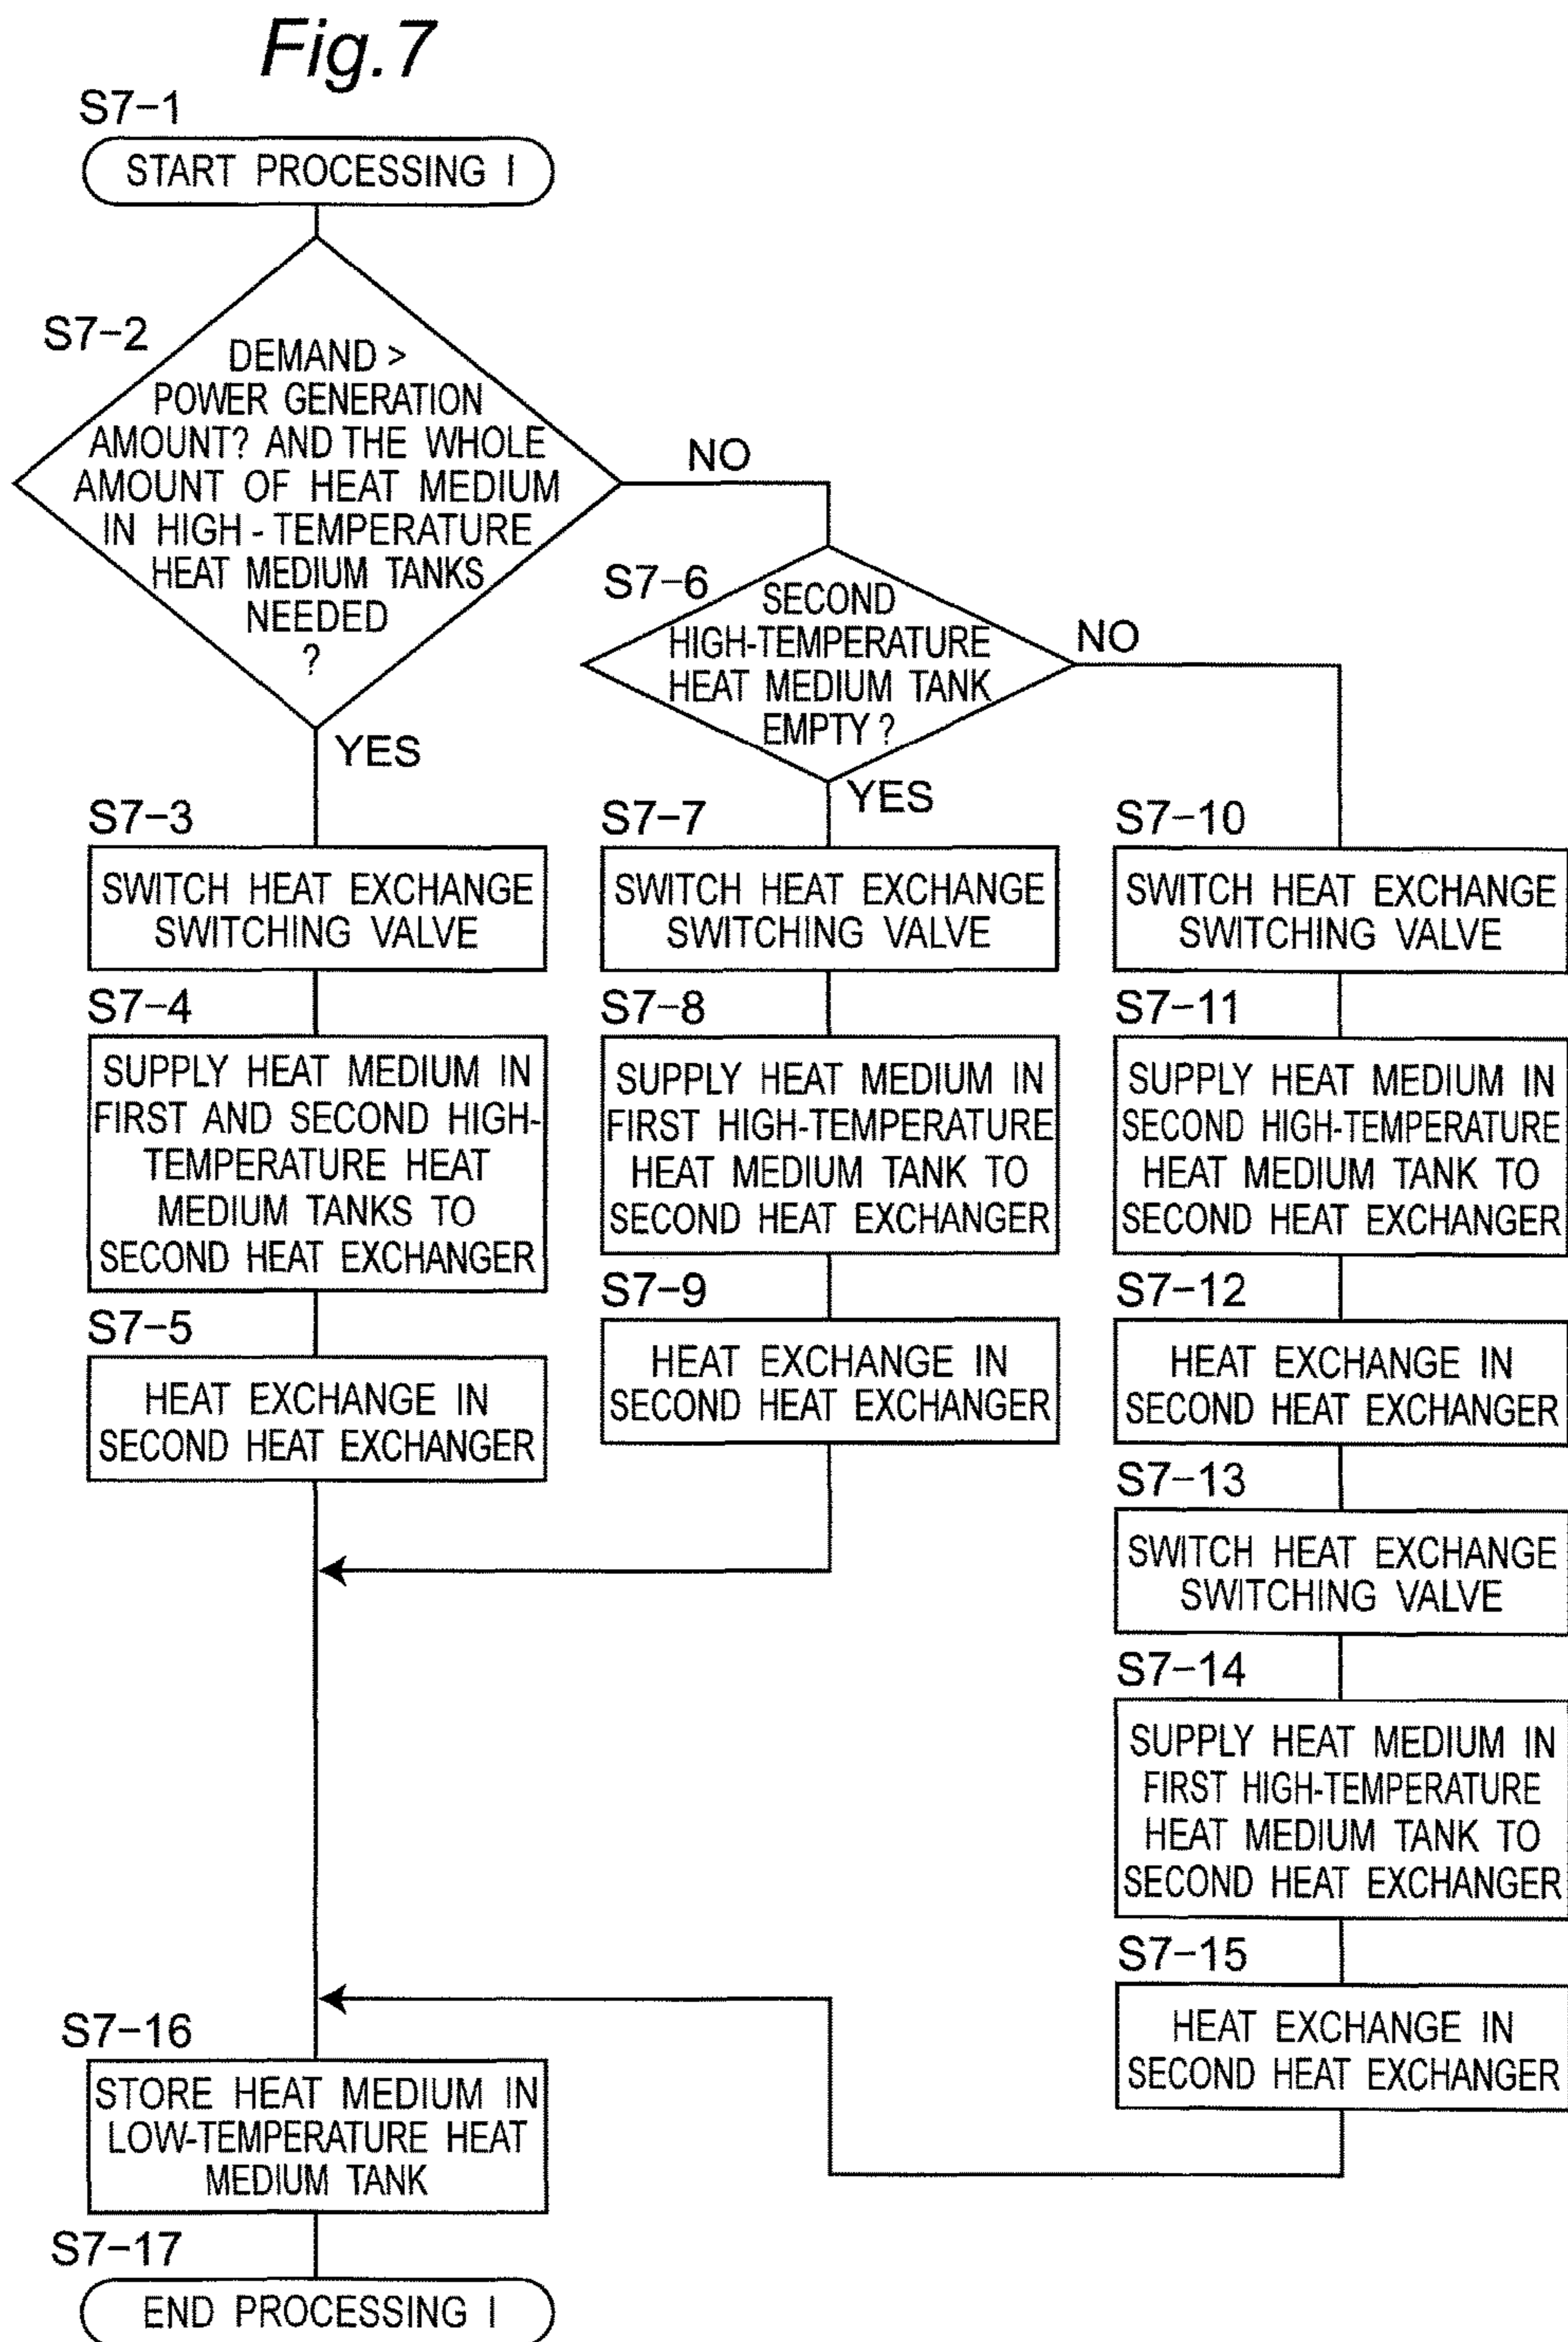 Fig.7
S7-1
START PROCESSING I
S7-2
DEMAND >
POWER GENERATION
AMOUNT? AND THE WHOLE
AMOUNT OF HEAT MEDIUM
IN HIGH-TEMPERATURE
HEAT MEDIUM TANKS
NEEDED
?
NO
YES
S7-6
SECOND
HIGH-TEMPERATURE
HEAT MEDIUM TANK
EMPTY?
NO
YES
S7-3
SWITCH HEAT EXCHANGE
SWITCHING VALVE
S7-4
SUPPLY HEAT MEDIUM IN
FIRST AND SECOND HIGH-
TEMPERATURE HEAT
MEDIUM TANKS TO
SECOND HEAT EXCHANGER
S7-5
HEAT EXCHANGE IN
SECOND HEAT EXCHANGER
S7-7
SWITCH HEAT EXCHANGE
SWITCHING VALVE
S7-8
SUPPLY HEAT MEDIUM IN
FIRST HIGH-TEMPERATURE
HEAT MEDIUM TANK TO
SECOND HEAT EXCHANGER
S7-9
HEAT EXCHANGE IN
SECOND HEAT EXCHANGER
S7-10
SWITCH HEAT EXCHANGE
SWITCHING VALVE
S7-11
SUPPLY HEAT MEDIUM IN
SECOND HIGH-TEMPERATURE
HEAT MEDIUM TANK TO
SECOND HEAT EXCHANGER
S7-12
HEAT EXCHANGE IN
SECOND HEAT EXCHANGER
S7-13
SWITCH HEAT EXCHANGE
SWITCHING VALVE
S7-14
SUPPLY HEAT MEDIUM IN
FIRST HIGH-TEMPERATURE
HEAT MEDIUM TANK TO
SECOND HEAT EXCHANGER
S7-15
HEAT EXCHANGE IN
SECOND HEAT EXCHANGER
S7-16
STORE HEAT MEDIUM IN
LOW-TEMPERATURE HEAT
MEDIUM TANK
S7-17
END PROCESSING I